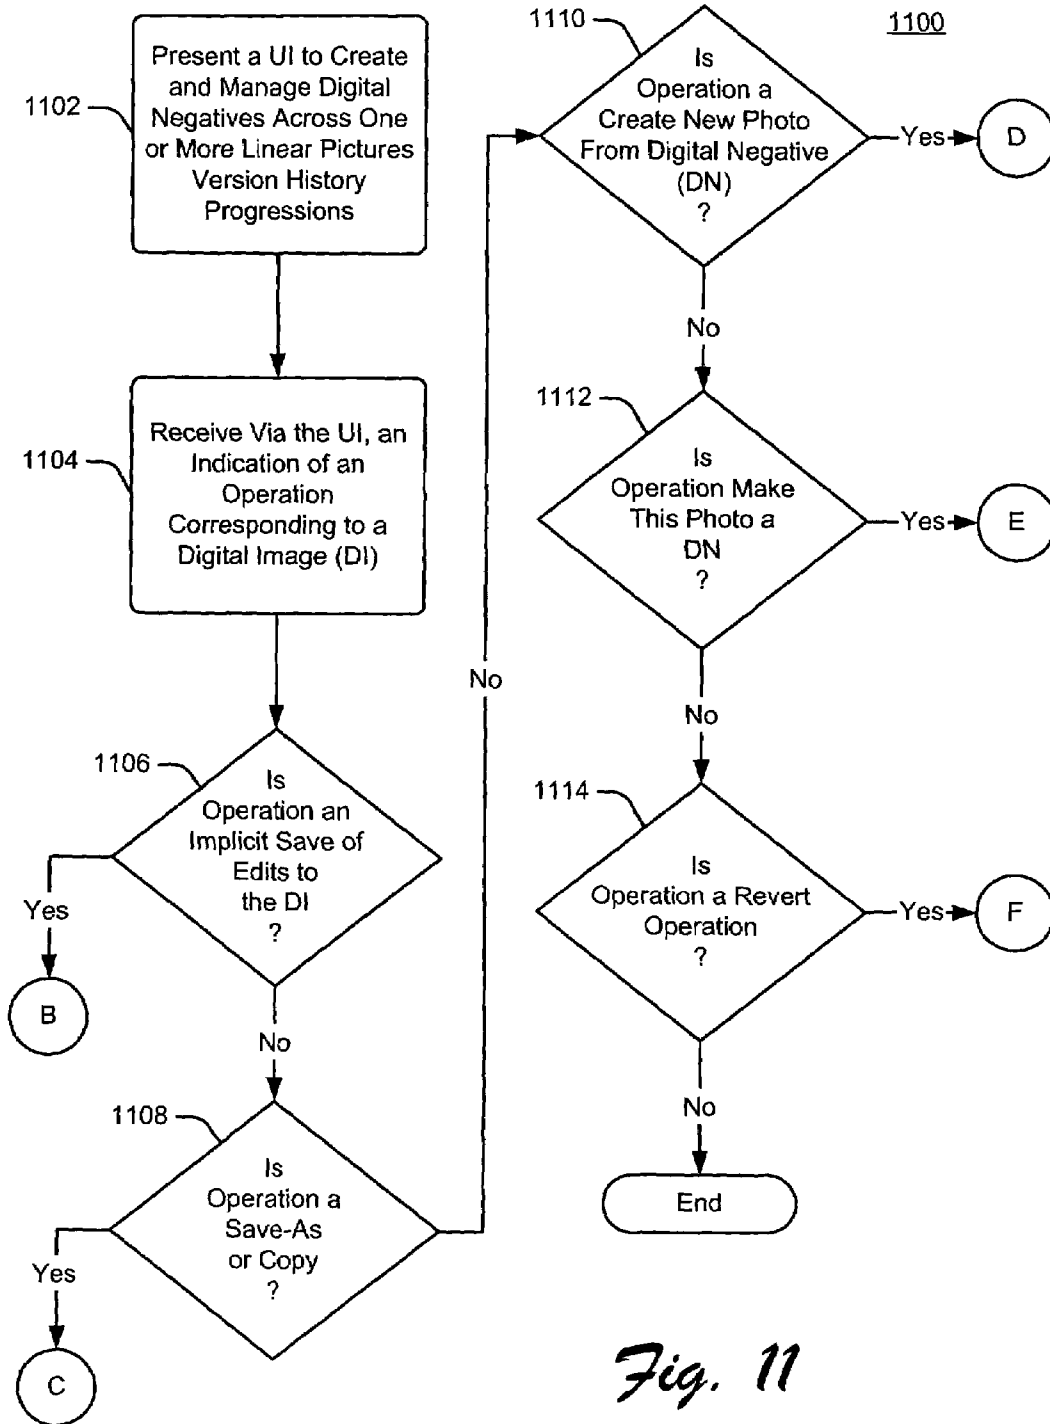 1102
Present a UI to Create
and Manage Digital
Negatives Across One
or More Linear Pictures
Version History
Progressions
1104
Receive Via the UI, an
Indication of an
Operation
Corresponding to a
Digital Image (DI)
1106
Is
Operation an
Implicit Save of
Edits to
the DI
?
Yes
B
No
1108
Is
Operation a
Save-As
or Copy
?
Yes
C
No
1100
1110
Is
Operation a
Create New Photo
From Digital Negative
(DN)
?
Yes
D
No
1112
Is
Operation Make
This Photo a
DN
?
Yes
E
No
1114
Is
Operation a Revert
Operation
?
Yes
F
No
End
Fig. 11